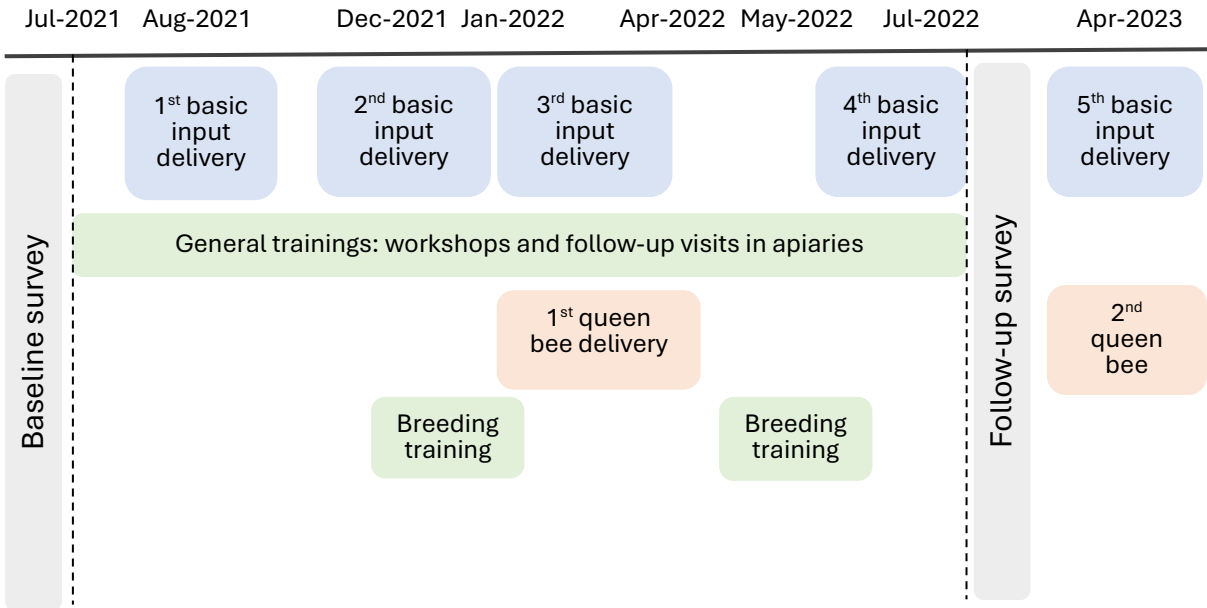 Jul-2021 Aug-2021 Dec-2021 Jan-2022 Apr-2022 May-2022 Jul-2022 Apr-2023
Baseline survey
1st basic
input
delivery
2nd basic
input
delivery
3rd basic
input
delivery
4th basic
input
delivery
5th basic
input
delivery
General trainings: workshops and follow-up visits in apiaries
1st queen
bee delivery
2nd
queen
bee
Breeding
training
Breeding
training
Follow-up survey